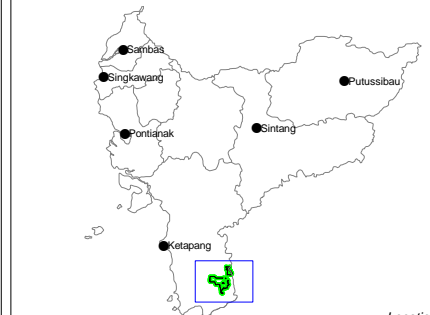 Sambas
Singkawang
Putussibau
Sintang
Pontianak
Ketapang